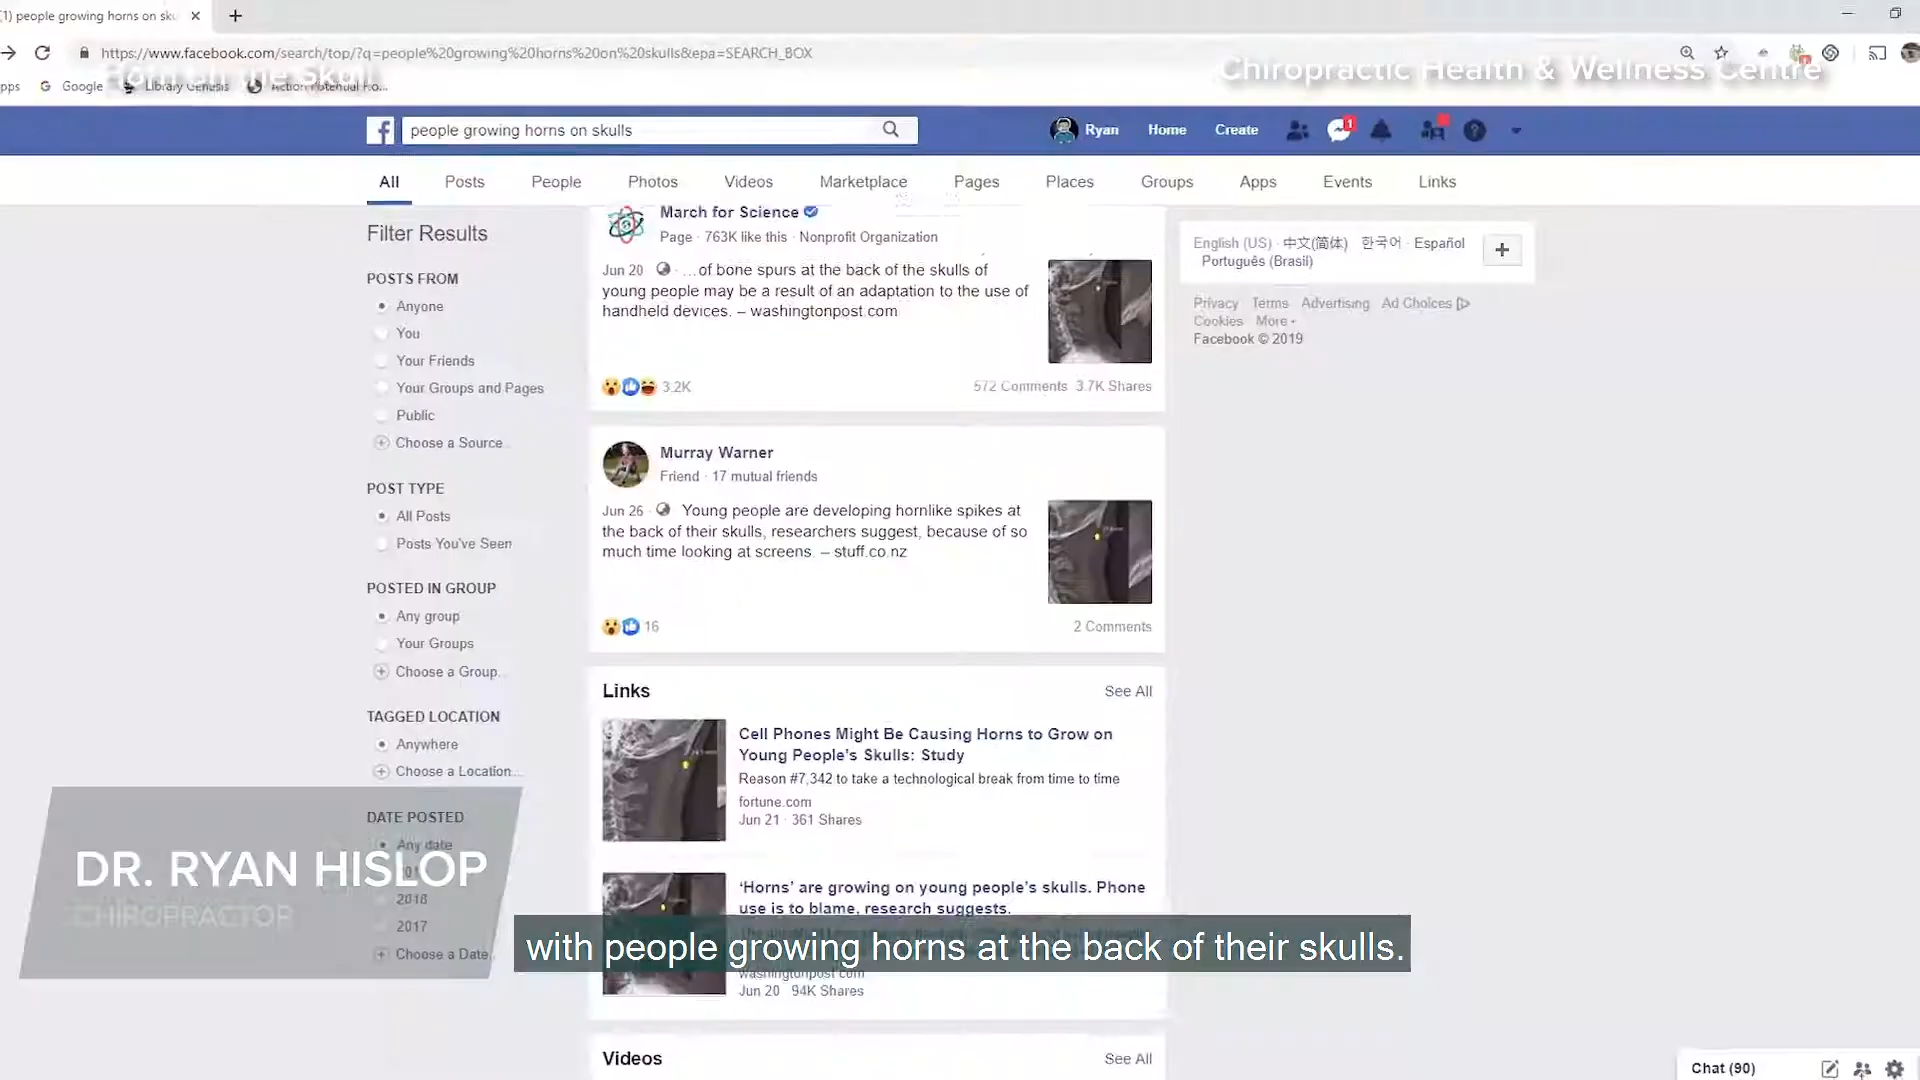 1) people growing horns on sku
https://www.facebook.com/search/top/?q=people%20growing%20horns%20on%20skulls&epa=SEARCH_BOX
Horn on the Skull
Chiropractic Health & Wellness Centre
pps Google Library Genesis Action Potential Ho...
people growing horns on skulls
Ryan Home Create 1
All Posts People Photos Videos Marketplace Pages Places Groups Apps Events Links
Filter Results
POSTS FROM
Anyone
You
Your Friends
Your Groups and Pages
Public
Choose a Source...
POST TYPE
All Posts
Posts You've Seen
POSTED IN GROUP
Any group
Your Groups
Choose a Group...
TAGGED LOCATION
Anywhere
Choose a Location...
DATE POSTED
Any date
2018
2017
Choose a Date...
March for Science
Page · 763K like this · Nonprofit Organization
Jun 20 · ...of bone spurs at the back of the skulls of
young people may be a result of an adaptation to the use of
handheld devices. – washingtonpost.com
3.2K
572 Comments 3.7K Shares
Murray Warner
Friend · 17 mutual friends
Jun 26 · Young people are developing hornlike spikes at
the back of their skulls, researchers suggest, because of so
much time looking at screens. – stuff.co.nz
16
2 Comments
Links
See All
Cell Phones Might Be Causing Horns to Grow on
Young People's Skulls: Study
Reason #7,342 to take a technological break from time to time
fortune.com
Jun 21 · 361 Shares
‘Horns’ are growing on young people’s skulls. Phone
use is to blame, research suggests.
washingtonpost.com
Jun 20 · 94K Shares
Videos
See All
English (US) · 中文(简体) · 한국어 · Español
Português (Brasil)
Privacy · Terms · Advertising · Ad Choices
Cookies · More
Facebook © 2019
DR. RYAN HISLOP
CHIROPRACTOR
with people growing horns at the back of their skulls.
Chat (90)